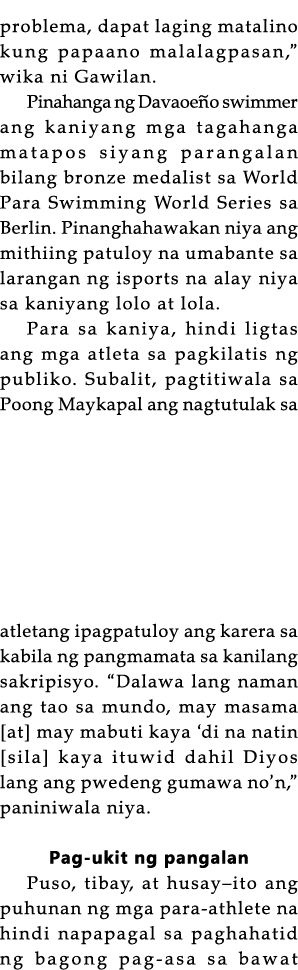 problema, dapat laging matalino
kung papaano malalagpasan,”
wika ni Gawilan.
Pinahanga ng Davaoeño swimmer
ang kaniyang mga tagahanga
matapos siyang parangalan
bilang bronze medalist sa World
Para Swimming World Series sa
Berlin. Pinanghahawakan niya ang
mithiing patuloy na umabante sa
larangan ng isports na alay niya
sa kaniyang lolo at lola.
Para sa kaniya, hindi ligtas
ang mga atleta sa pagkilatis ng
publiko. Subalit, pagtitiwala sa
Poong Maykapal ang nagtutulak sa
atletang ipagpatuloy ang karera sa
kabila ng pangmamata sa kanilang
sakripisyo. “Dalawa lang naman
ang tao sa mundo, may masama
[at] may mabuti kaya ‘di na natin
[sila] kaya ituwid dahil Diyos
lang ang pwedeng gumawa no’n,”
paniniwala niya.
Pag-ukit ng pangalan
Puso, tibay, at husay–ito ang
puhunan ng mga para-athlete na
hindi napapagal sa paghahatid
ng bagong pag-asa sa bawat